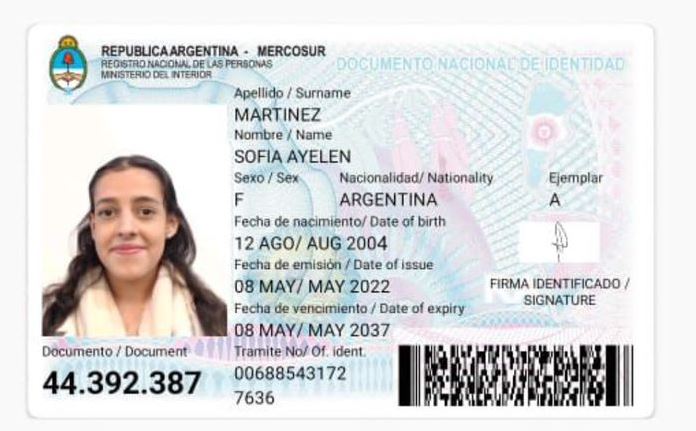 REPUBLICA ARGENTINA - MERCOSUR
REGISTRO NACIONAL DE LAS PERSONAS
MINISTERIO DEL INTERIOR
DOCUMENTO NACIONAL DE IDENTIDAD
Apellido / Surname
MARTINEZ
Nombre / Name
SOFIA AYELEN
Sexo / Sex Nacionalidad/ Nationality Ejemplar
F ARGENTINA A
Fecha de nacimiento/ Date of birth
12 AGO/ AUG 2004
Fecha de emisión / Date of issue
08 MAY/ MAY 2022
Fecha de vencimiento / Date of expiry
08 MAY/ MAY 2037
FIRMA IDENTIFICADO /
SIGNATURE
Documento / Document
44.392.387
Tramite No/ Of. ident.
00688543172
7636